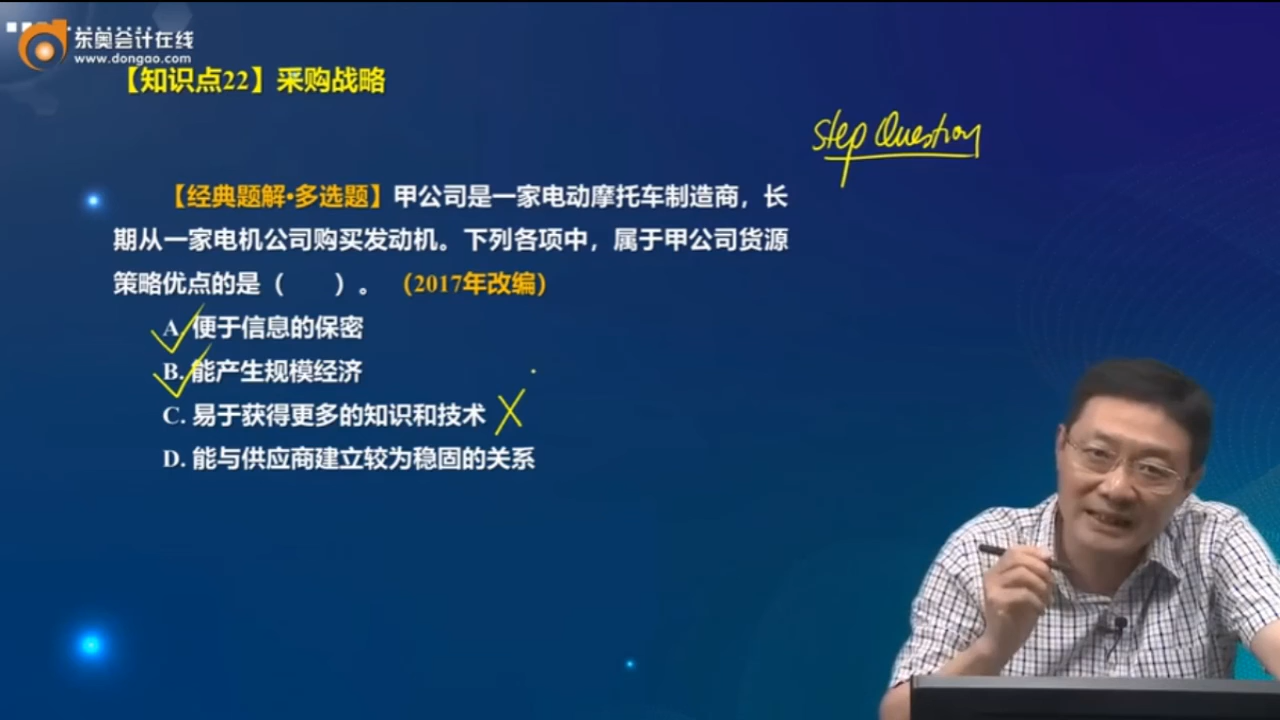 东奥会计在线
www.dongao.com
【知识点22】采购战略
Step Question
【经典题解·多选题】甲公司是一家电动摩托车制造商，长
期从一家电机公司购买发动机。下列各项中，属于甲公司货源
策略优点的是（　　）。（2017年改编）
A. 便于信息的保密
B. 能产生规模经济
C. 易于获得更多的知识和技术
D. 能与供应商建立较为稳固的关系